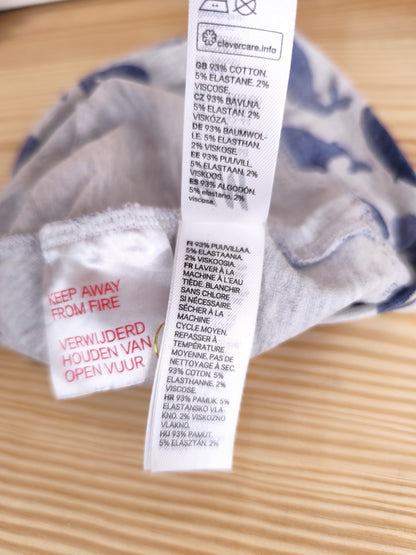 clevercare.info
GB 93% COTTON.
5% ELASTANE. 2%
VISCOSE.
CZ 93% BAVLNA.
5% ELASTAN. 2%
VISKÓZA.
DE 93% BAUMWOL-
LE. 5% ELASTHAN.
2% VISKOSE.
EE 93% PUUVILL.
5% ELASTAAN. 2%
VISKOOS.
ES 93% ALGODÓN.
5% elastano. 2%
viscose.
FI 93% PUUVILLAA.
5% ELASTAANIA.
2% VISKOOSIA.
FR LAVER À LA
MACHINE À L'EAU
TIÈDE. BLANCHIR
SANS CHLORE
SI NÉCESSAIRE.
SÉCHER À LA
MACHINE
CYCLE MOYEN.
REPASSER À
TEMPÉRATURE
MOYENNE. PAS DE
NETTOYAGE À SEC.
93% COTON. 5%
ELASTHANNE. 2%
VISCOSE.
HR 93% PAMUK. 5%
ELASTANSKO VLAK-
NO. 2% VISKOZNO
VLAKNO.
HU 93% PAMUT.
5% ELASZTÁN. 2%
KEEP AWAY
FROM FIRE
VERWIJDERD
HOUDEN VAN
OPEN VUUR